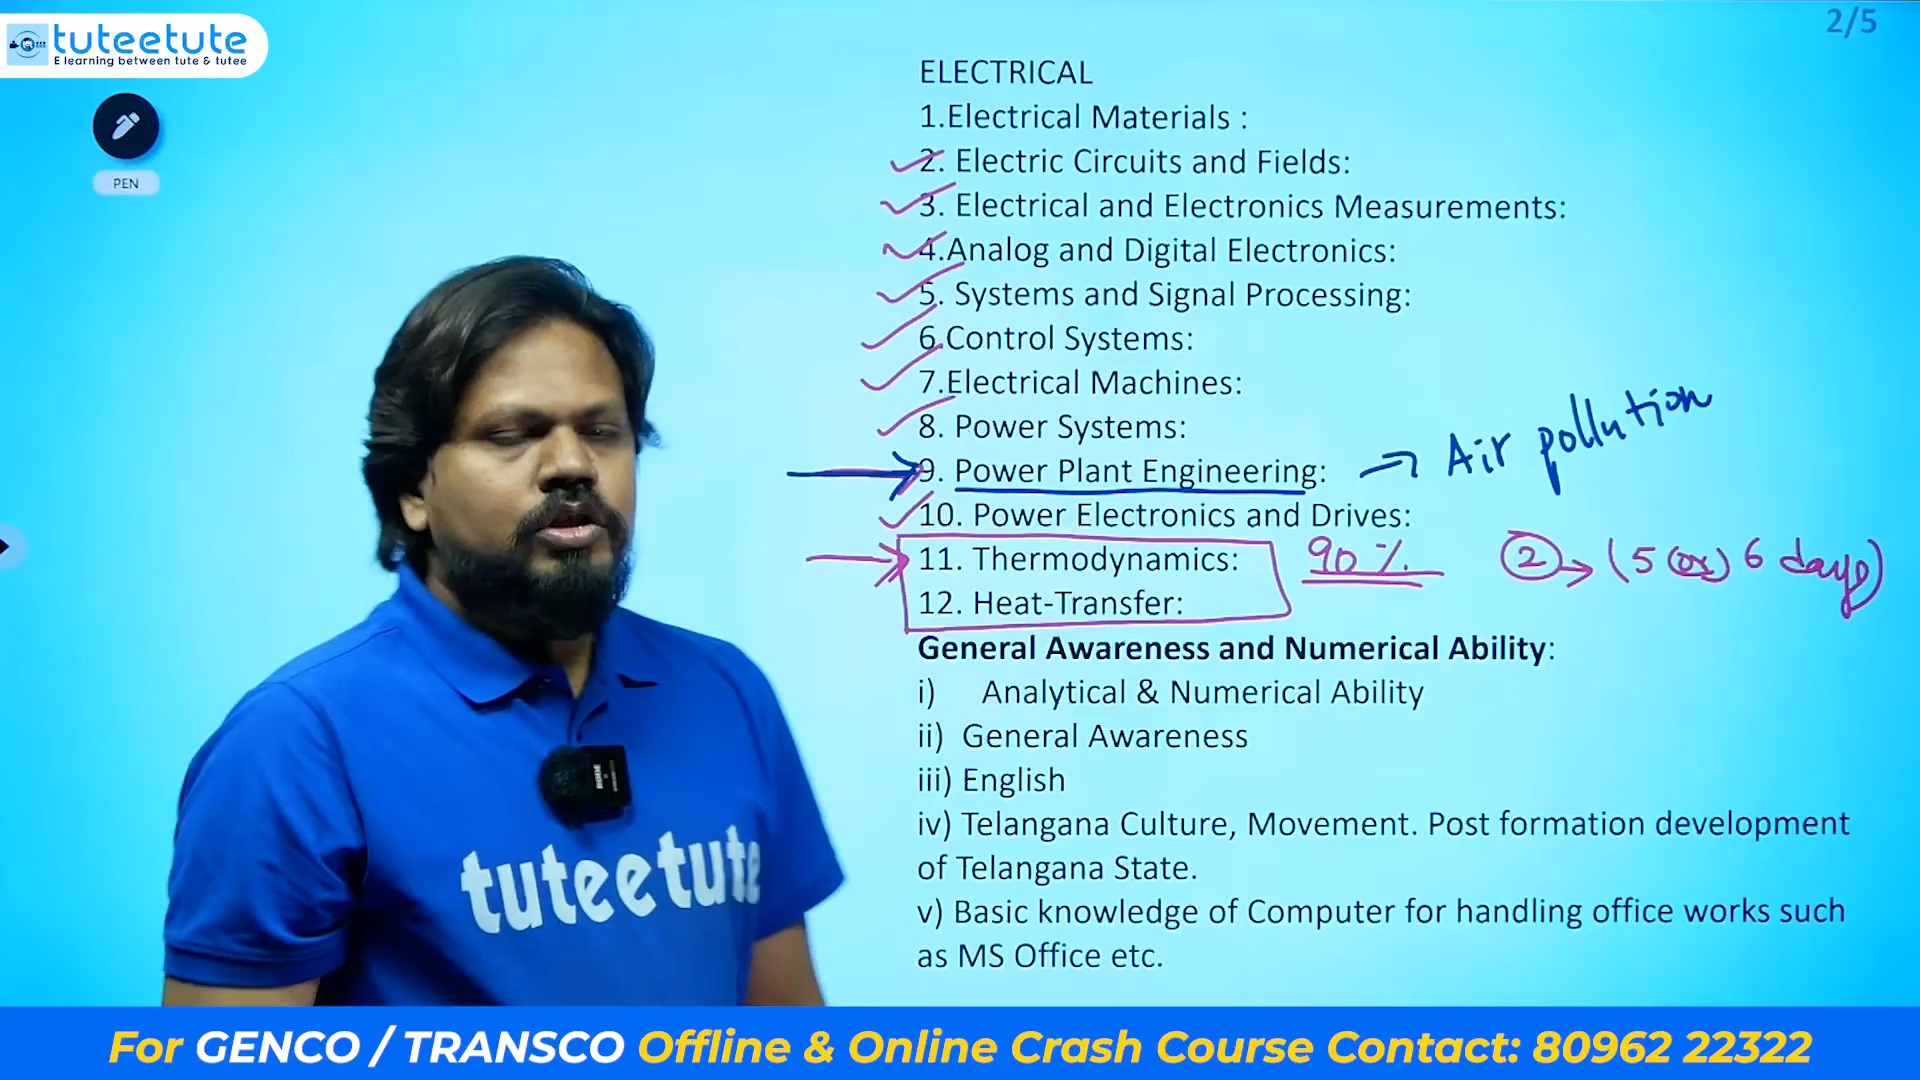 tuteetute
E learning between tute & tutee
2/5
PEN
ELECTRICAL
1.Electrical Materials :
2. Electric Circuits and Fields:
3. Electrical and Electronics Measurements:
4.Analog and Digital Electronics:
5. Systems and Signal Processing:
6.Control Systems:
7.Electrical Machines:
8. Power Systems:
9. Power Plant Engineering: → Air pollution
10. Power Electronics and Drives:
11. Thermodynamics: 90% 2 → (5 (or) 6 days)
12. Heat-Transfer:
General Awareness and Numerical Ability:
i) Analytical & Numerical Ability
ii) General Awareness
iii) English
iv) Telangana Culture, Movement. Post formation development
of Telangana State.
v) Basic knowledge of Computer for handling office works such
as MS Office etc.
RODE
tuteetute
For GENCO / TRANSCO Offline & Online Crash Course Contact: 80962 22322